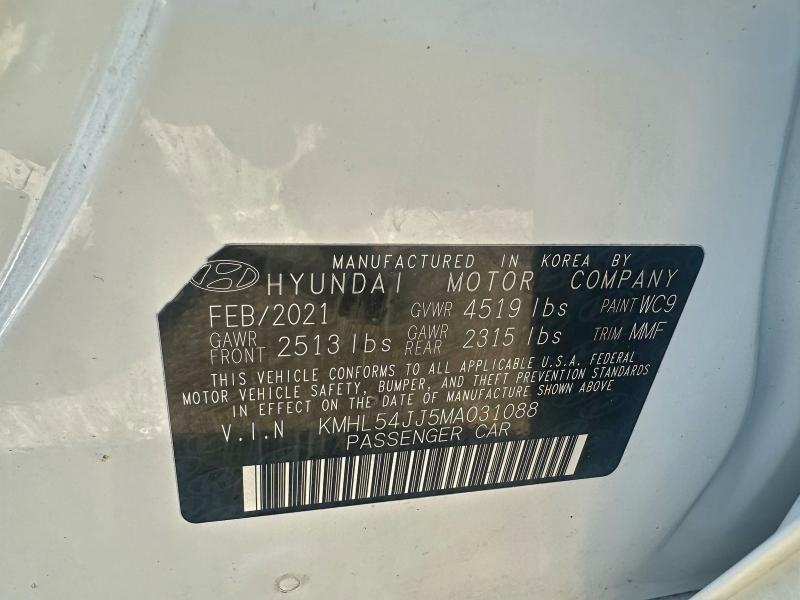 MANUFACTURED IN KOREA BY
HYUNDAI MOTOR COMPANY
FEB/2021 GVWR 4519 lbs PAINT WC9
GAWR FRONT 2513 lbs GAWR REAR 2315 lbs TRIM MMF
THIS VEHICLE CONFORMS TO ALL APPLICABLE U.S.A. FEDERAL
MOTOR VEHICLE SAFETY, BUMPER, AND THEFT PREVENTION STANDARDS
IN EFFECT ON THE DATE OF MANUFACTURE SHOWN ABOVE
V.I.N KMHL54JJ5MA031088
PASSENGER CAR